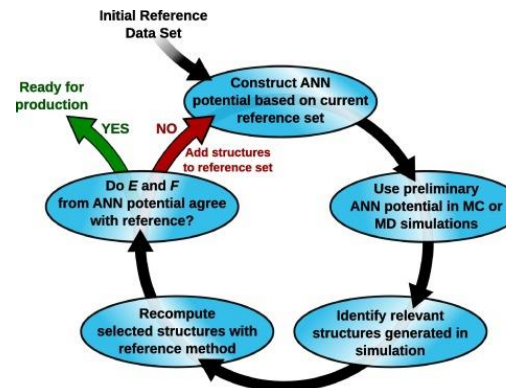 Initial Reference
Data Set
Construct ANN
potential based on current
reference set
Ready for
production
YES
NO
Add structures
to reference set
Do E and F
from ANN potential agree
with reference?
Use preliminary
ANN potential in MC or
MD simulations
Recompute
selected structures with
reference method
Identify relevant
structures generated in
simulation